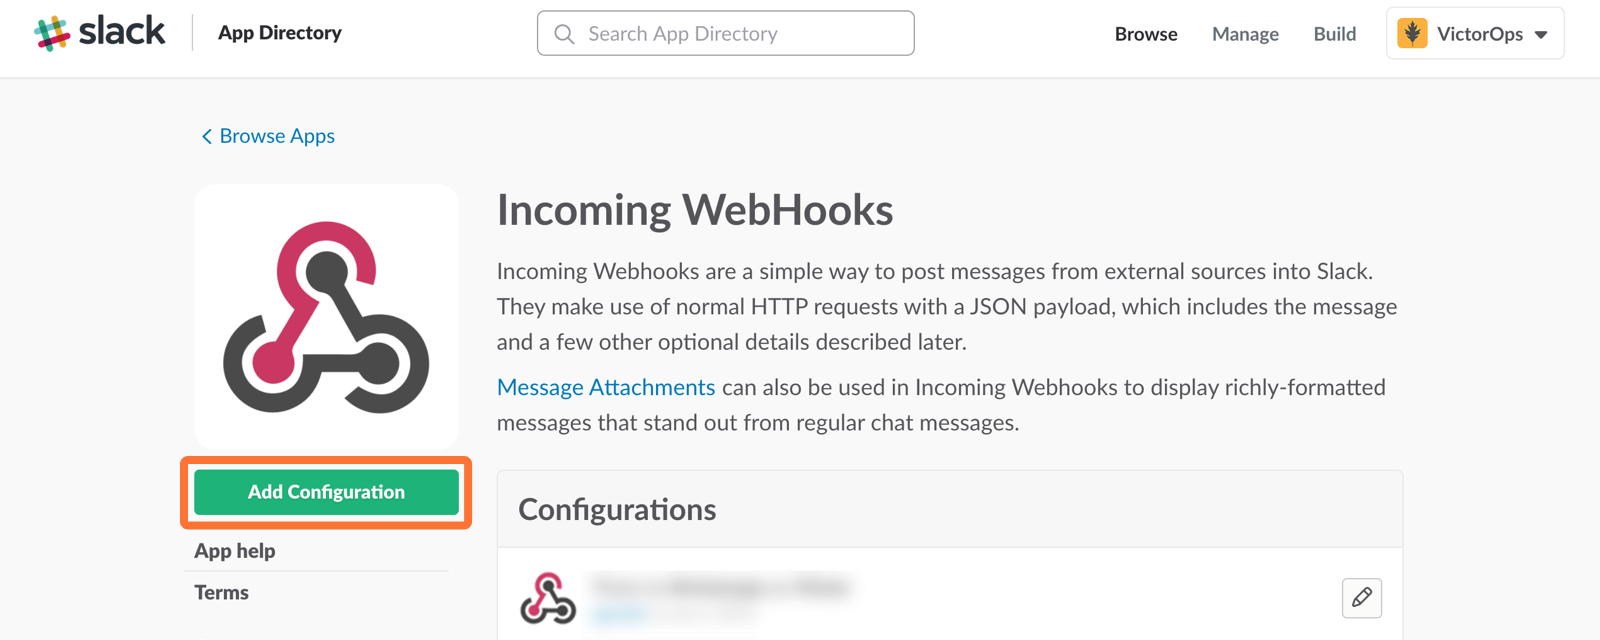 slack
App Directory
Search App Directory
Browse
Manage
Build
VictorOps
Browse Apps
Incoming WebHooks
Incoming Webhooks are a simple way to post messages from external sources into Slack.
They make use of normal HTTP requests with a JSON payload, which includes the message
and a few other optional details described later.
Message Attachments can also be used in Incoming Webhooks to display richly-formatted
messages that stand out from regular chat messages.
Add Configuration
App help
Terms
Configurations